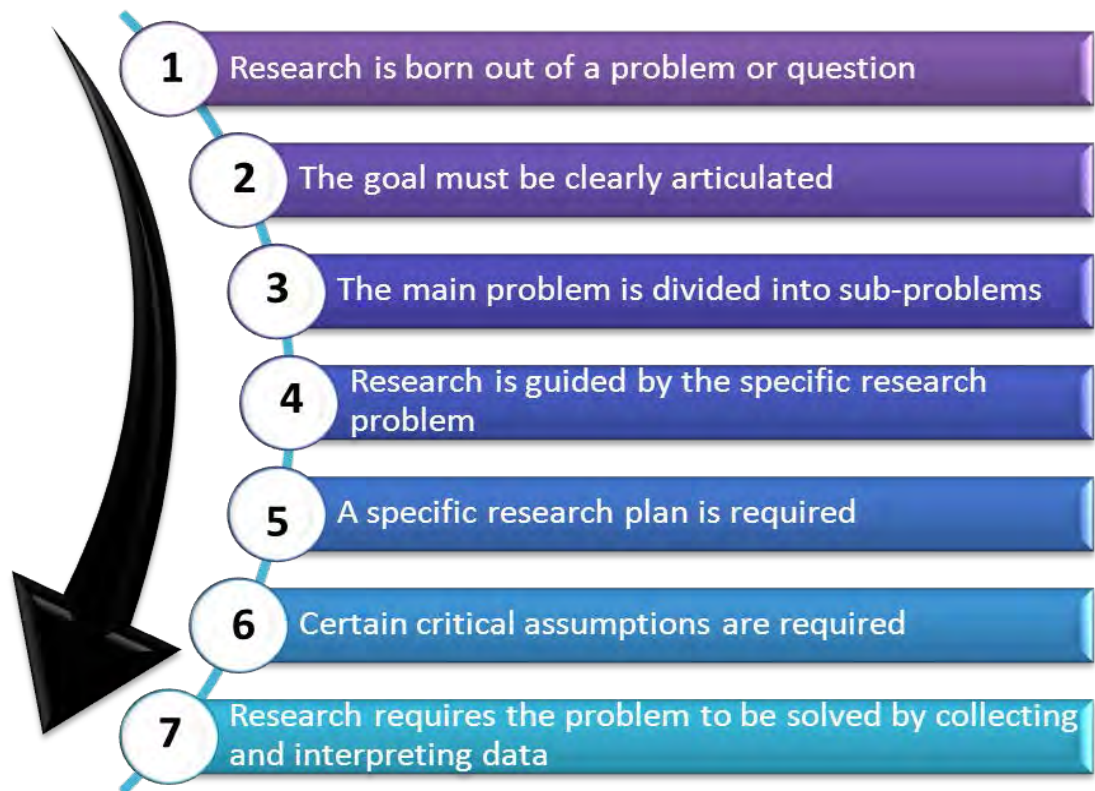 1
Research is born out of a problem or question
2
The goal must be clearly articulated
3
The main problem is divided into sub-problems
4
Research is guided by the specific research
problem
5
A specific research plan is required
6
Certain critical assumptions are required
7
Research requires the problem to be solved by collecting
and interpreting data